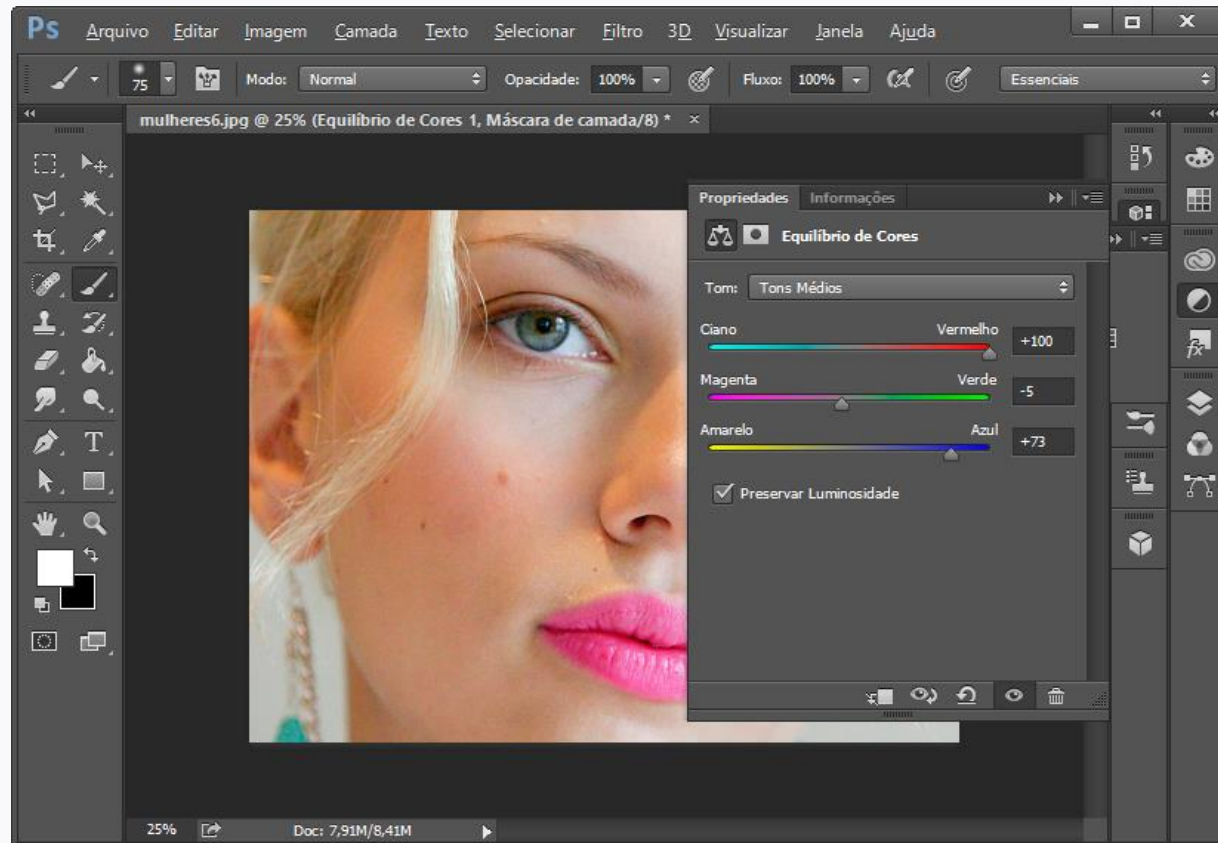 Ps Arquivo Editar Imagem Camada Texto Selecionar Filtro 3D Visualizar Janela Ajuda
75 Modo: Normal Opacidade: 100% Fluxo: 100% Essenciais
mulheres6.jpg @ 25% (Equilíbrio de Cores 1, Máscara de camada/8) * ×
Propriedades Informações
Equilíbrio de Cores
Tom: Tons Médios
Ciano Vermelho +100
Magenta Verde -5
Amarelo Azul +73
Preservar Luminosidade
T
fx
25% Doc: 7,91M/8,41M